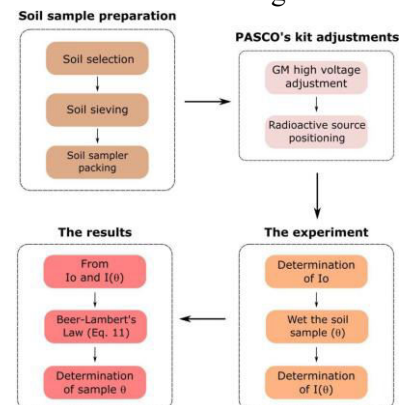 Soil sample preparation
Soil selection
Soil sieving
Soil sampler
packing
PASCO's kit adjustments
GM high voltage
adjustment
Radioactive source
positioning
The experiment
Determination
of Io
Wet the soil
sample (θ)
Determination
of I(θ)
The results
From
Io and I(θ)
Beer-Lambert's
Law (Eq. 11)
Determination
of sample θ